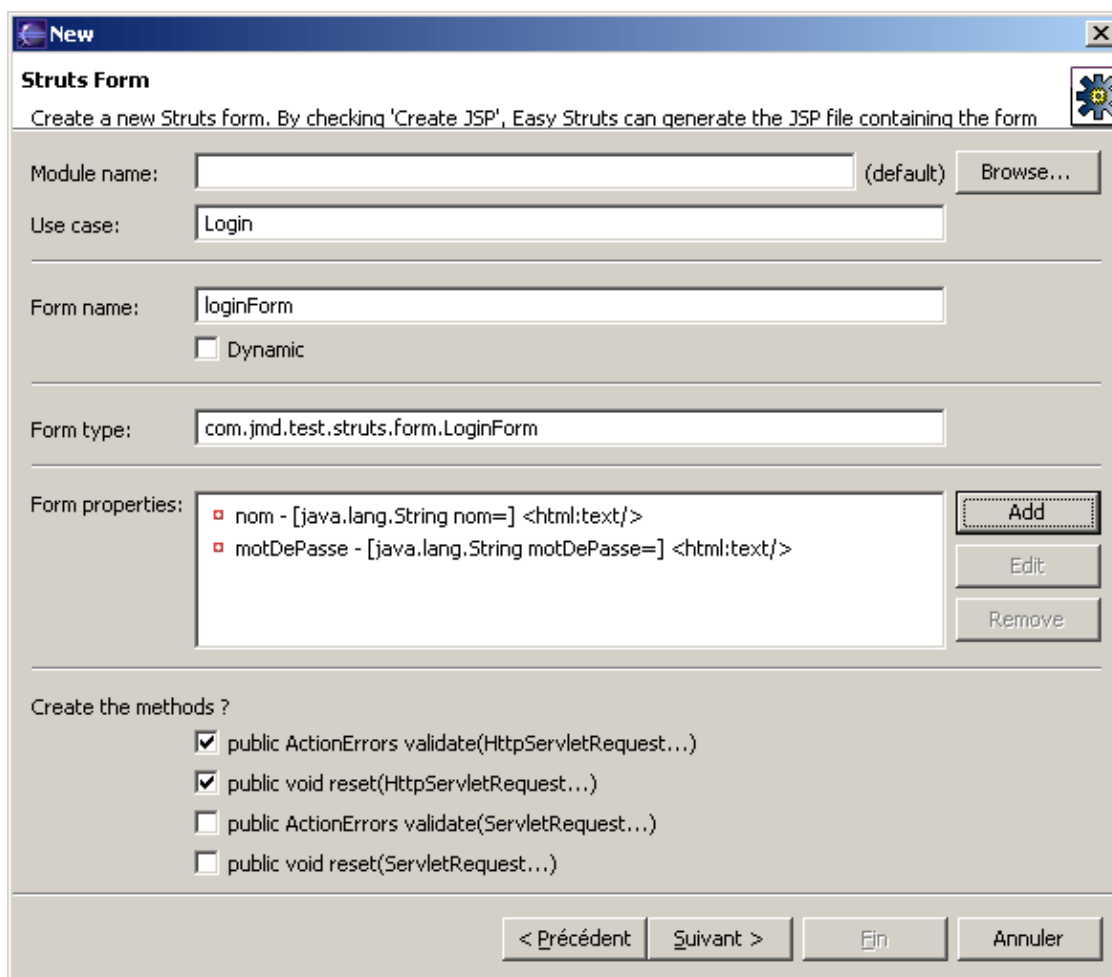 New
Struts Form
Create a new Struts form. By checking 'Create JSP', Easy Struts can generate the JSP file containing the form
Module name: (default) Browse...
Use case: Login
Form name: loginForm
Dynamic
Form type: com.jmd.test.struts.form.LoginForm
Form properties: nom - [java.lang.String nom=] <html:text/> Add
motDePasse - [java.lang.String motDePasse=] <html:text/>
Edit
Remove
Create the methods ?
public ActionErrors validate(HttpServletRequest...)
public void reset(HttpServletRequest...)
public ActionErrors validate(ServletRequest...)
public void reset(ServletRequest...)
< Précédent Suivant > Fin Annuler